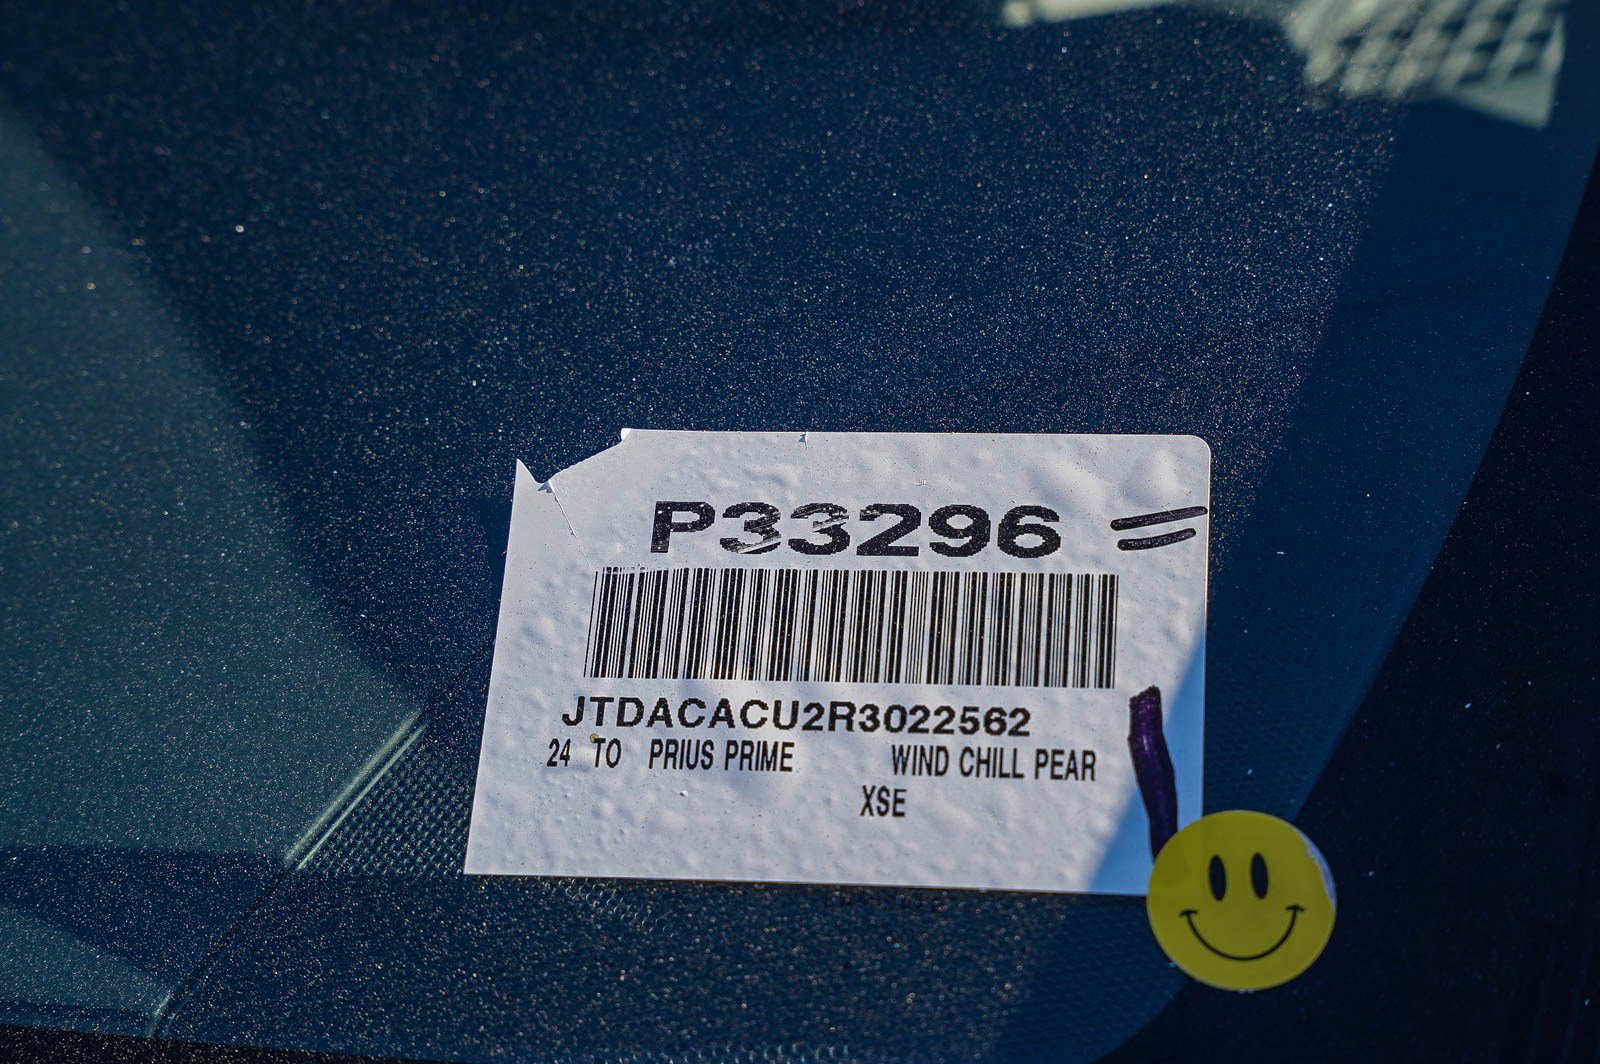 P33296
JTDACACU2R3022562
24 TO PRIUS PRIME WIND CHILL PEAR
XSE